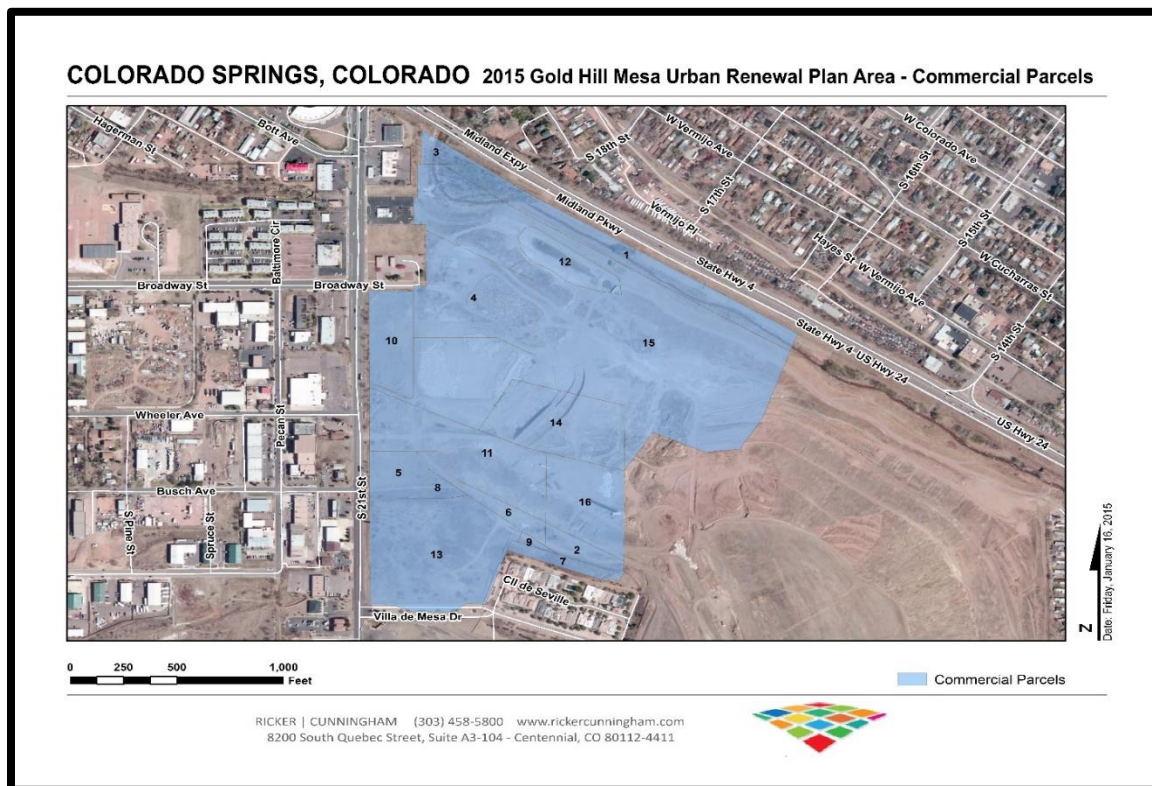 COLORADO SPRINGS, COLORADO 2015 Gold Hill Mesa Urban Renewal Plan Area - Commercial Parcels
Hagerman St
Bott Ave
Midland Expy
S 18th St
W Vermijo Ave
W Colorado Ave
S 16th St
3
Midland Pkwy
Vermijo Pl
S 17th St
S 15th St
Baltimore Cir
12
1
State Hwy 4
Hayes St
W Vermijo Ave
W Cucharras St
Broadway St
Broadway St
4
10
15
State Hwy 4-US Hwy 24
S 14th St
Wheeler Ave
Pecan St
14
US Hwy 24
11
5
Busch Ave
8
S 21st St
S Pine St
Spruce St
6
16
13
9
2
7
Cll de Seville
Villa de Mesa Dr
Z
Date: Friday, January 16, 2015
0 250 500 1,000
Feet
Commercial Parcels
RICKER | CUNNINGHAM (303) 458-5800 www.rickercunningham.com
8200 South Quebec Street, Suite A3-104 - Centennial, CO 80112-4411